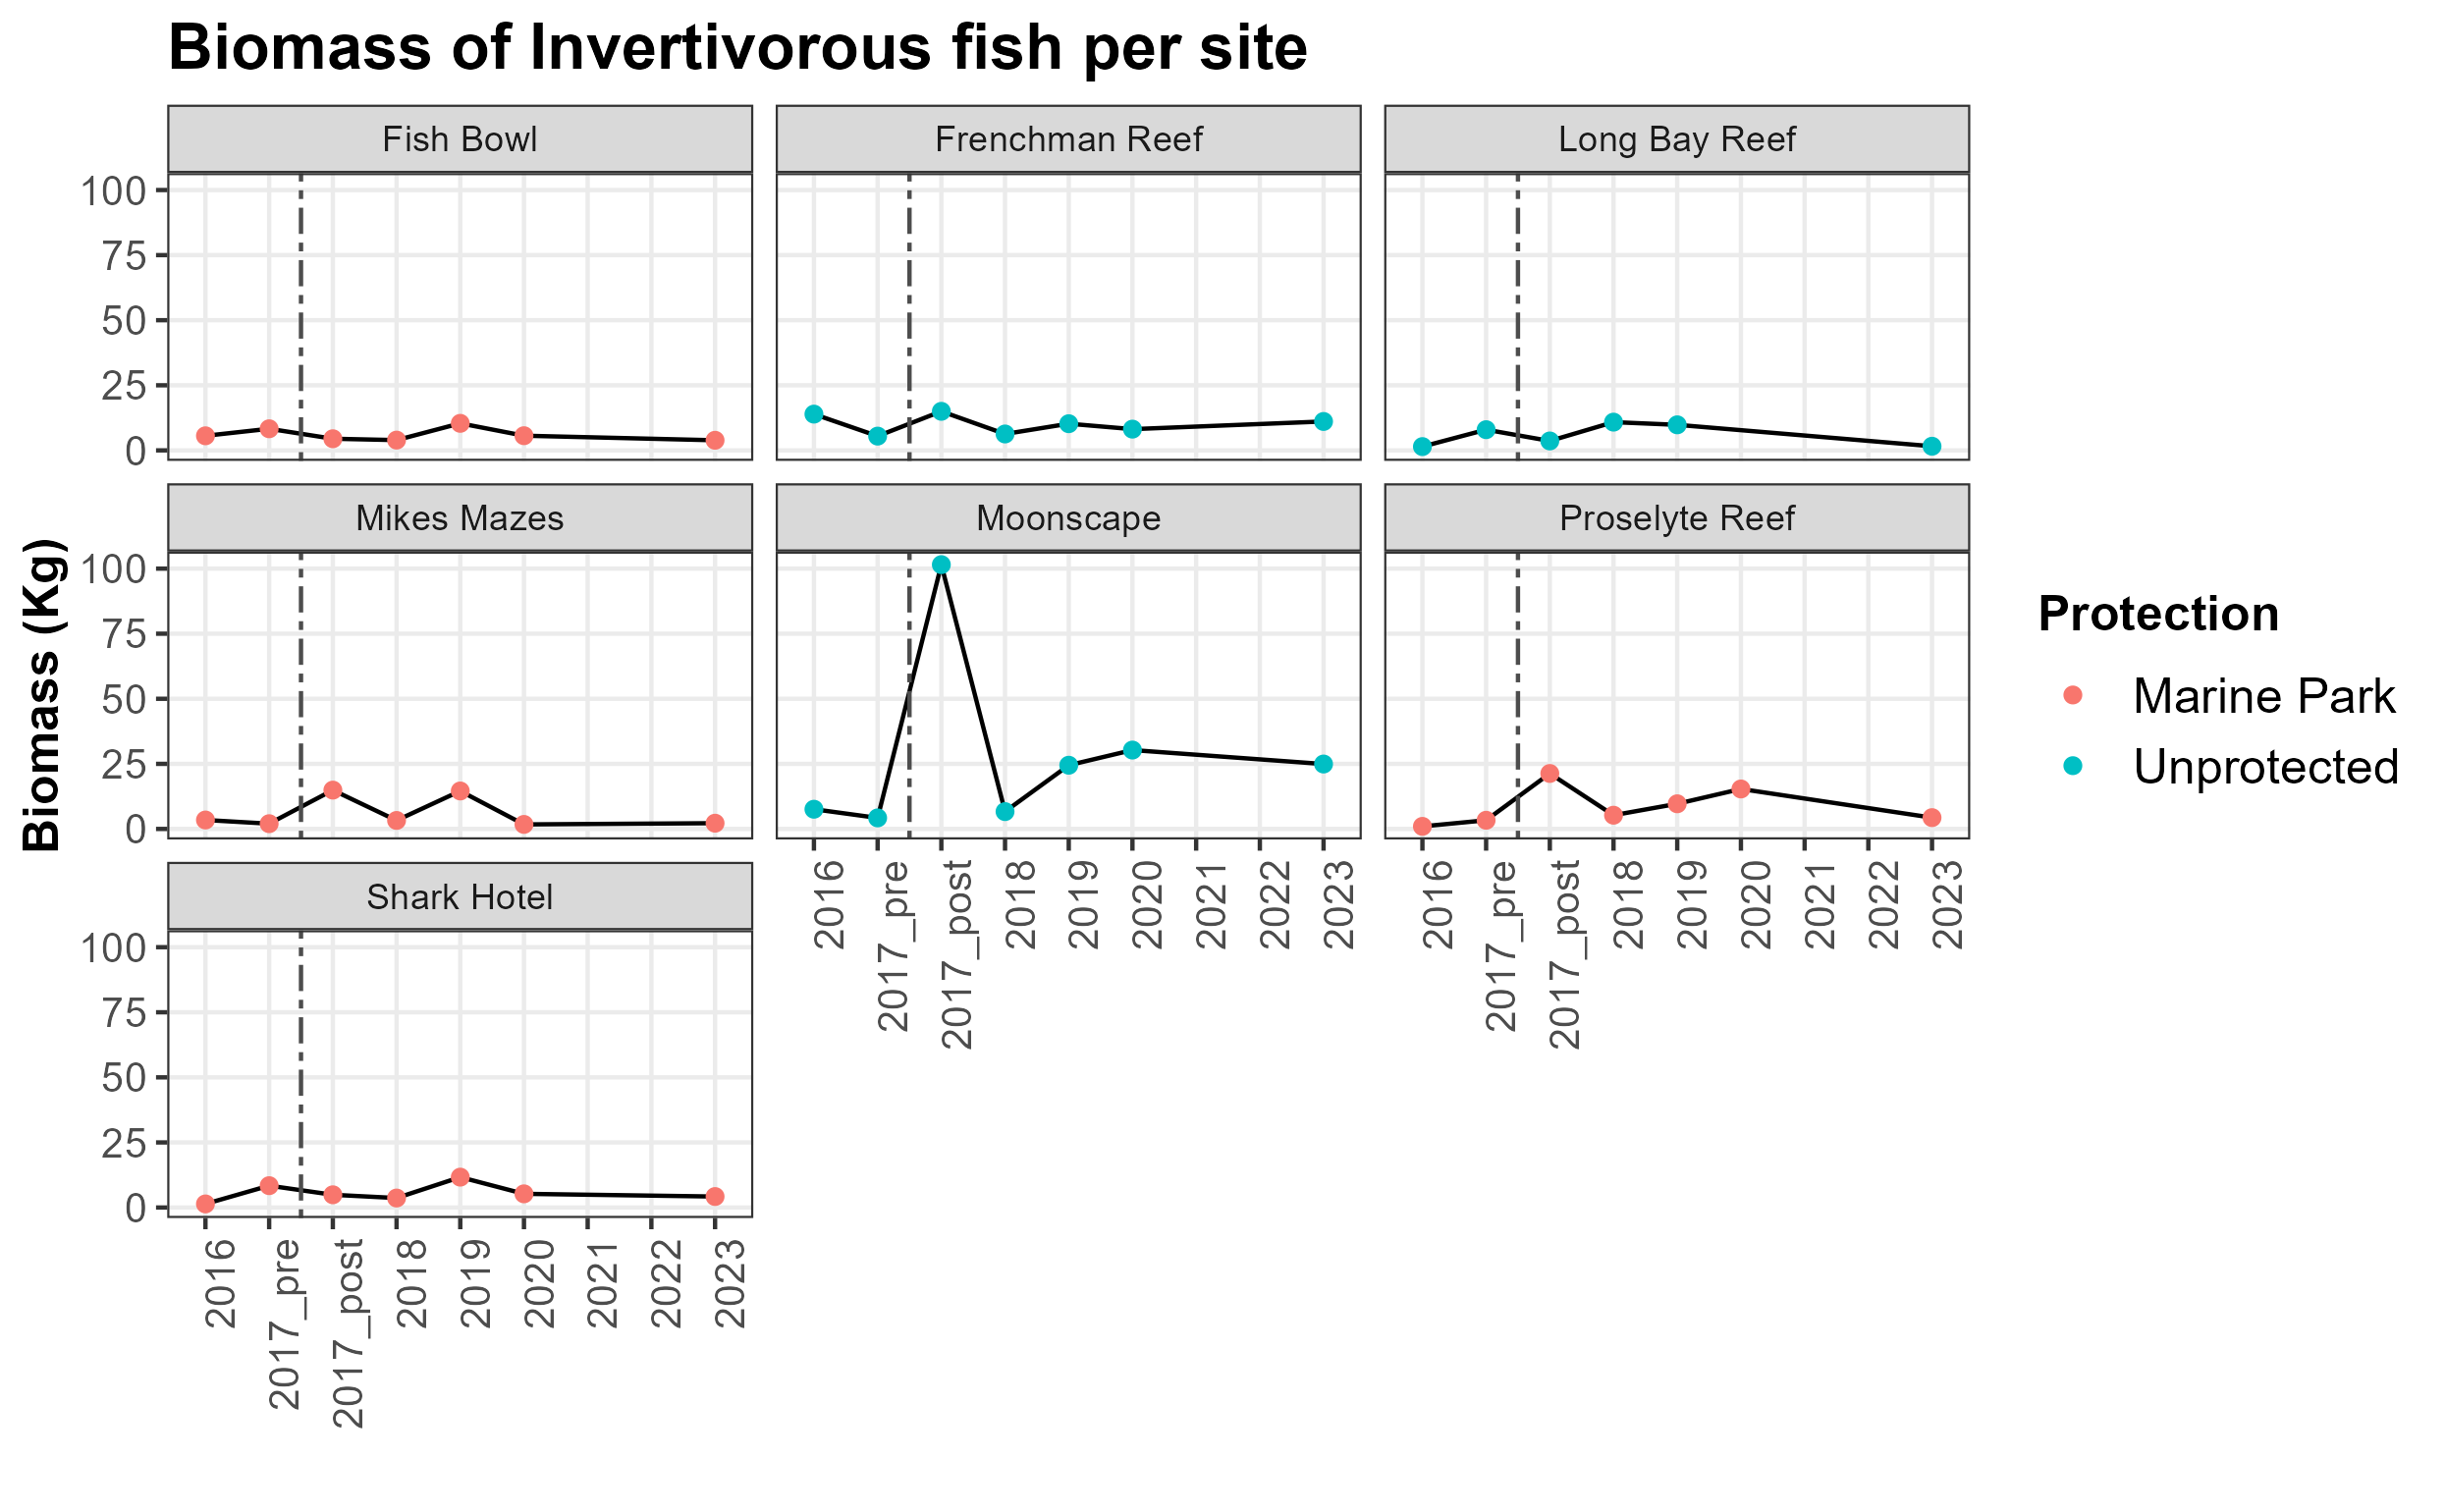 Biomass of Invertivorous fish per site
Fish Bowl
Frenchman Reef
Long Bay Reef
100
75
50
25
0
Mikes Mazes
Moonscape
Proselyte Reef
100
75
50
25
0
Biomass (Kg)
Shark Hotel
100
75
50
25
0
2016
2017_pre
2017_post
2018
2019
2020
2021
2022
2023
2016
2017_pre
2017_post
2018
2019
2020
2021
2022
2023
2016
2017_pre
2017_post
2018
2019
2020
2021
2022
2023
Protection
Marine Park
Unprotected